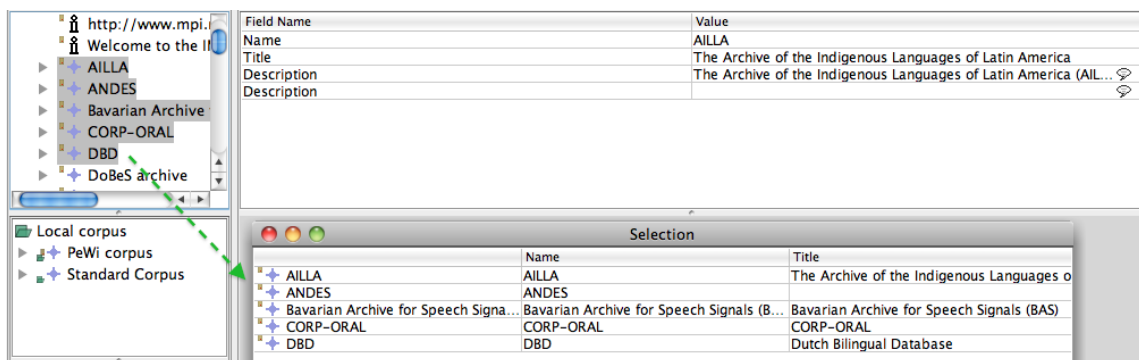 http://www.mpi.
Welcome to the I
AILLA
ANDES
Bavarian Archive
CORP-ORAL
DBD
DoBeS archive
Field Name Value
Name AILLA
Title The Archive of the Indigenous Languages of Latin America
Description The Archive of the Indigenous Languages of Latin America (AIL...
Description
Local corpus
PeWi corpus
Standard Corpus
Selection
Name Title
AILLA AILLA The Archive of the Indigenous Languages o
ANDES ANDES
Bavarian Archive for Speech Signa... Bavarian Archive for Speech Signals (B... Bavarian Archive for Speech Signals (BAS)
CORP-ORAL CORP-ORAL CORP-ORAL
DBD DBD Dutch Bilingual Database